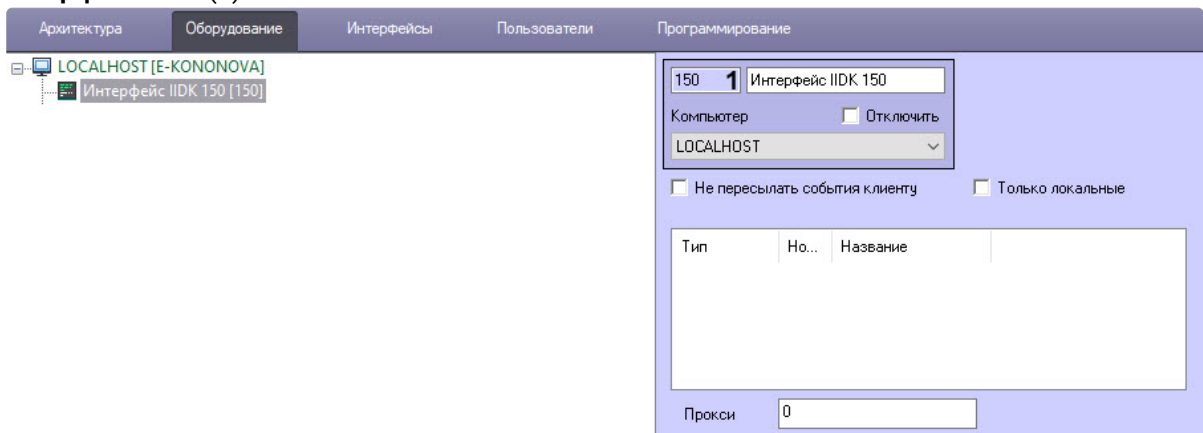 Архитектура Оборудование Интерфейсы Пользователи Программирование
LOCALHOST [E-KONONOVA]
Интерфейс IIDK 150 [150]
150 1 Интерфейс IIDK 150
Компьютер Отключить
LOCALHOST
Не пересылать события клиенту Только локальные
Тип Но... Название
Прокси 0